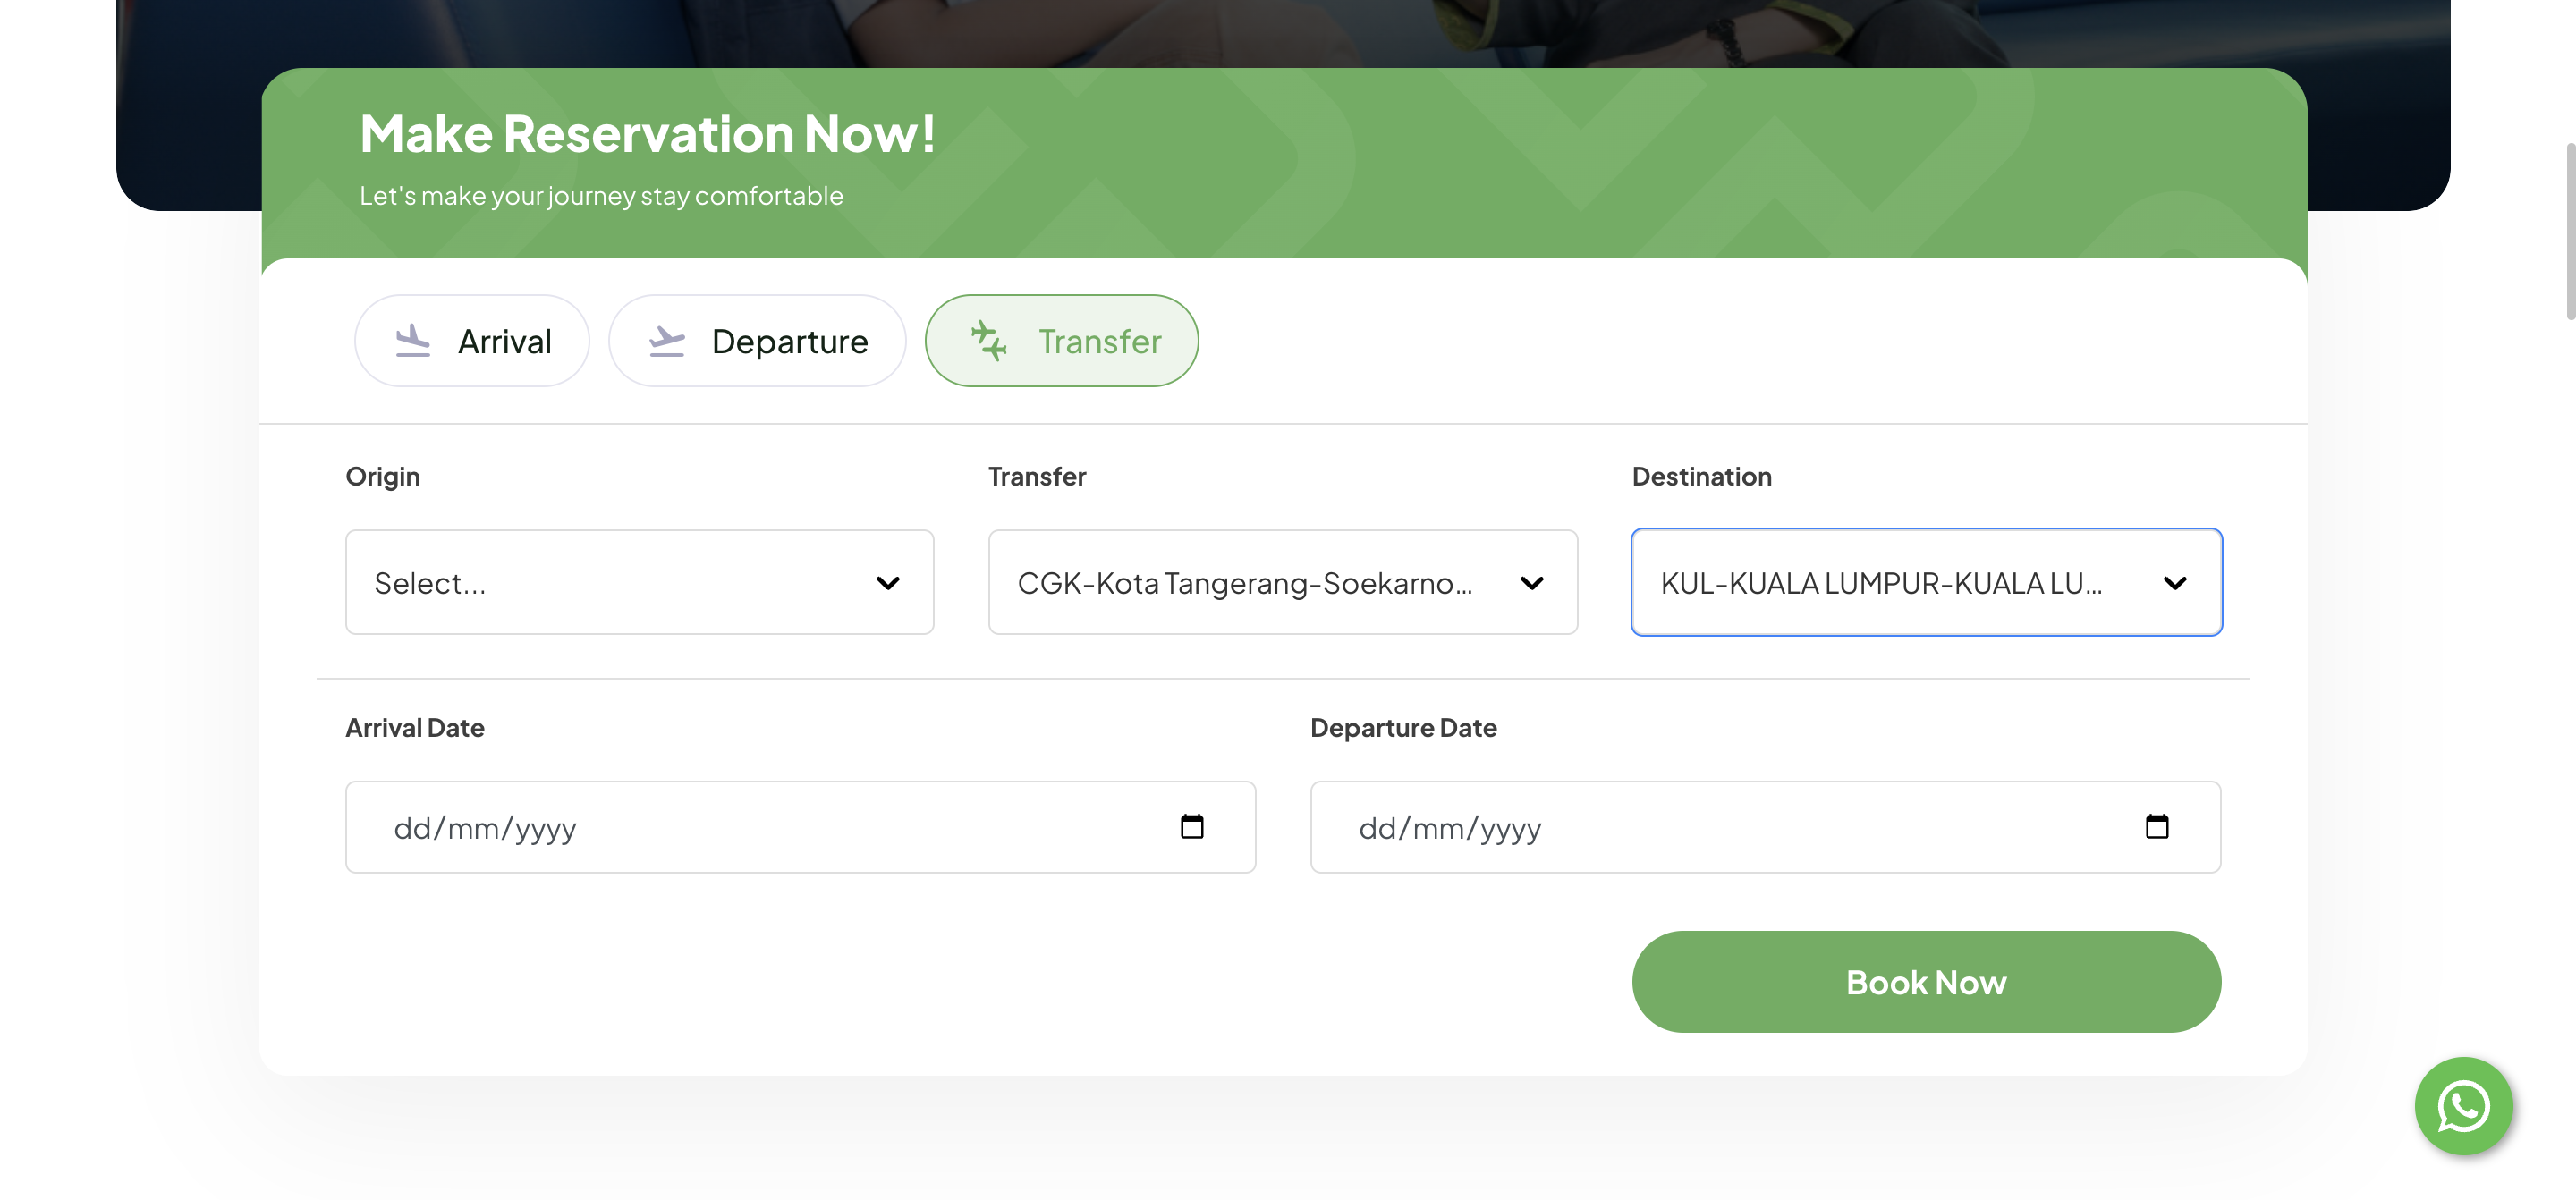 Make Reservation Now!
Let's make your journey stay comfortable
Arrival
Departure
Transfer
Origin
Transfer
Destination
Select...
CGK-Kota Tangerang-Soekarno...
KUL-KUALA LUMPUR-KUALA LU...
Arrival Date
Departure Date
dd/mm/yyyy
dd/mm/yyyy
Book Now